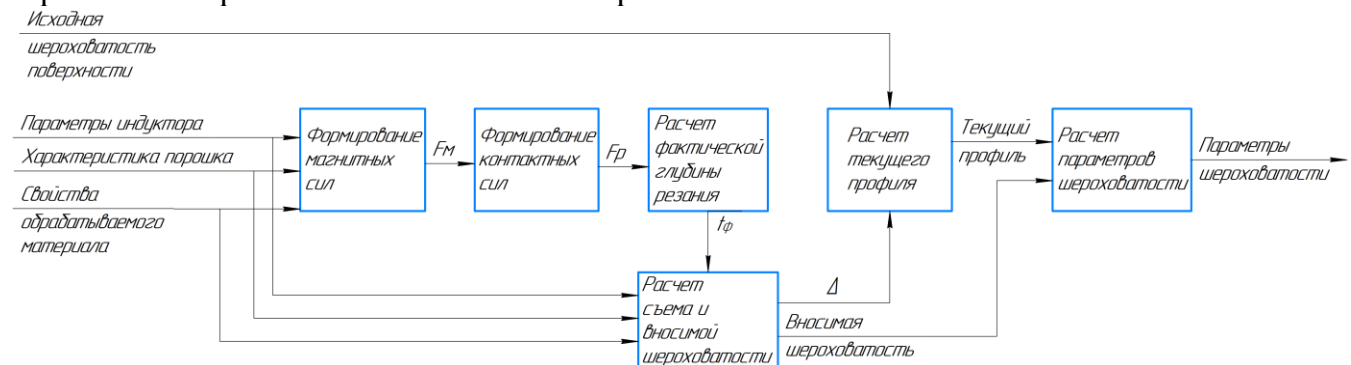 Исходная
шероховатость
поверхности
Параметры индуктора
Характеристика порошка
Свойства
обрабатываемого
материала
Формирование
магнитных
сил
Fм
Формирование
контактных
сил
Fр
Расчет
фактической
глубины
резания
tф
Расчет
съема и
вносимой
шероховатости
Δ
Вносимая
шероховатость
Расчет
текущего
профиля
Текущий
профиль
Расчет
параметров
шероховатости
Параметры
шероховатости